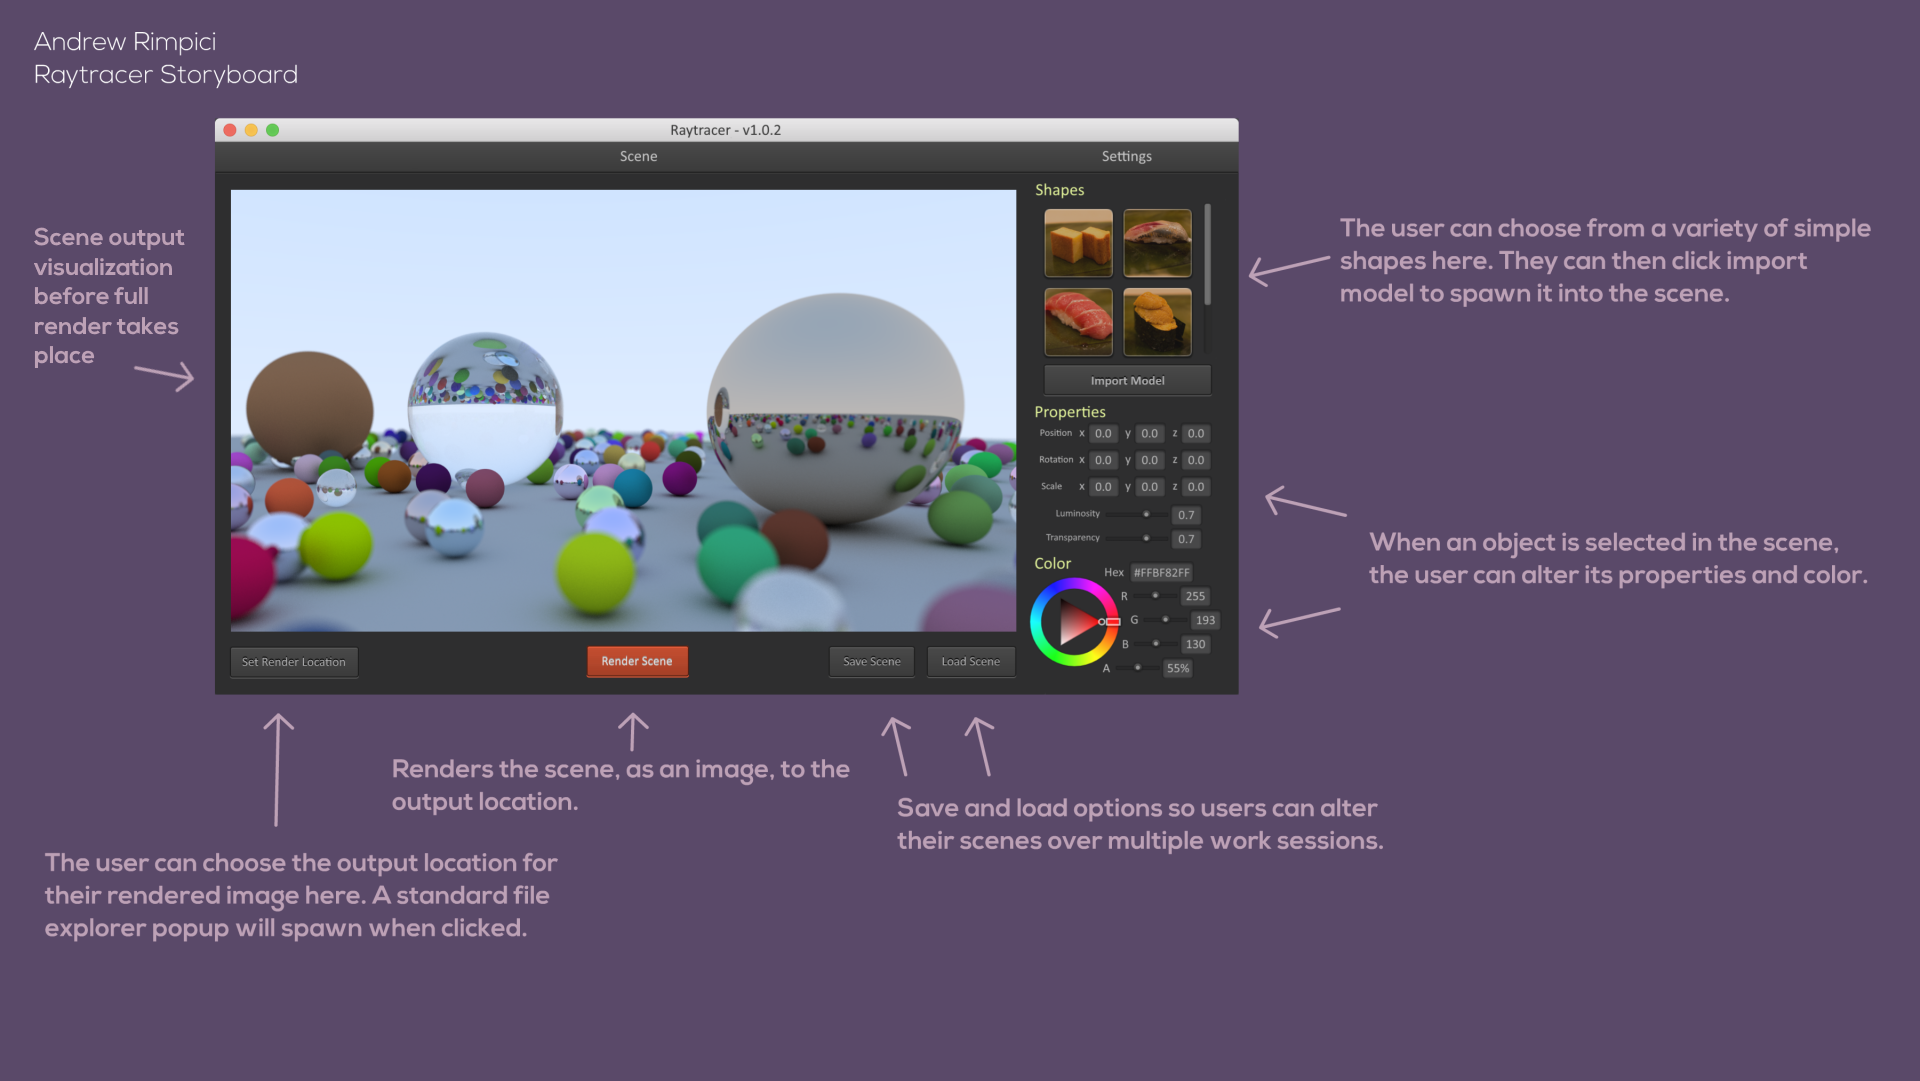 Andrew Rimpici
Raytracer Storyboard
Raytracer - v1.0.2
Scene
Settings
Scene output
visualization
before full
render takes
place
Shapes
Import Model
The user can choose from a variety of simple
shapes here. They can then click import
model to spawn it into the scene.
Properties
Position x 0.0 y 0.0 z 0.0
Rotation x 0.0 y 0.0 z 0.0
Scale x 0.0 y 0.0 z 0.0
Luminosity 0.7
Transparency 0.7
Color
Hex #FFBF82FF
R 255
G 193
B 130
A 55%
When an object is selected in the scene,
the user can alter its properties and color.
Set Render Location
Render Scene
Save Scene
Load Scene
Renders the scene, as an image, to the
output location.
Save and load options so users can alter
their scenes over multiple work sessions.
The user can choose the output location for
their rendered image here. A standard file
explorer popup will spawn when clicked.